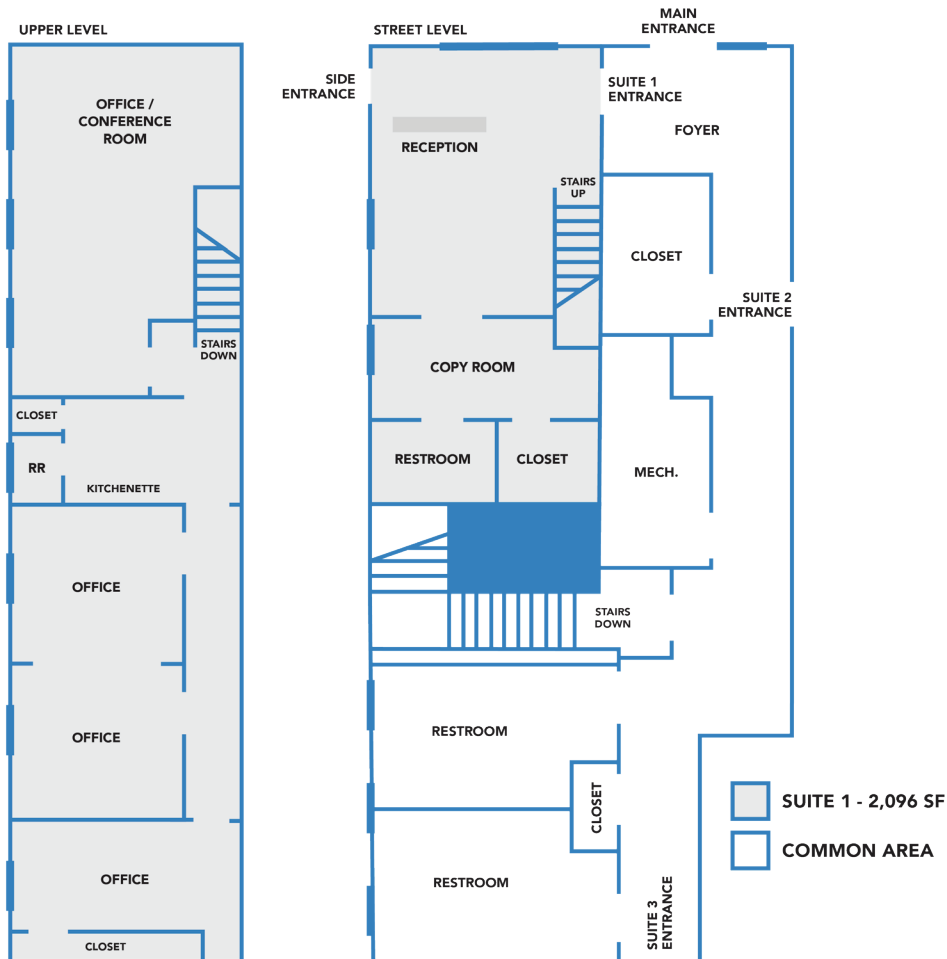 UPPER LEVEL
OFFICE /
CONFERENCE
ROOM
STAIRS
DOWN
CLOSET
RR
KITCHENETTE
OFFICE
OFFICE
OFFICE
CLOSET
STREET LEVEL
MAIN
ENTRANCE
SIDE
ENTRANCE
SUITE 1
ENTRANCE
FOYER
RECEPTION
STAIRS
UP
CLOSET
SUITE 2
ENTRANCE
COPY ROOM
RESTROOM
CLOSET
MECH.
STAIRS
DOWN
RESTROOM
CLOSET
RESTROOM
SUITE 3
ENTRANCE
SUITE 1 - 2,096 SF
COMMON AREA